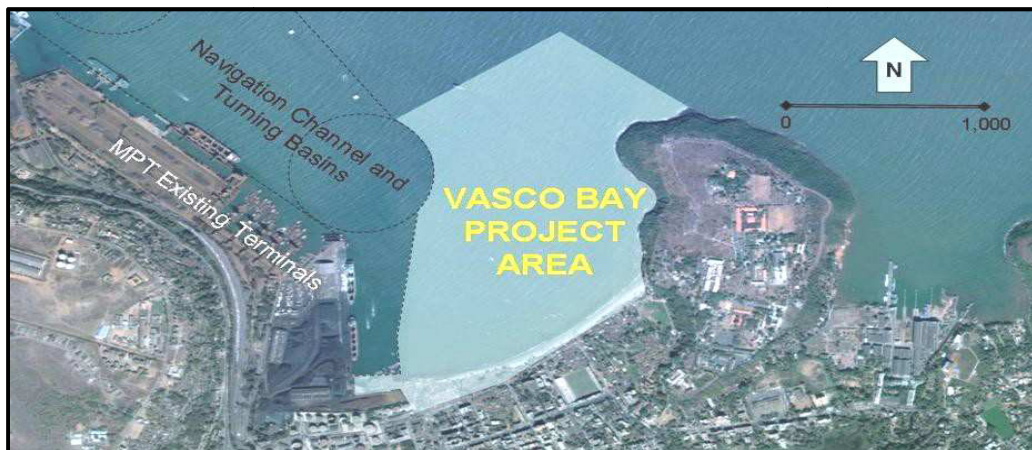 Navigation Channel and
Turning Basins
MPT Existing Terminals
VASCO BAY
PROJECT
AREA
N
0
1,000